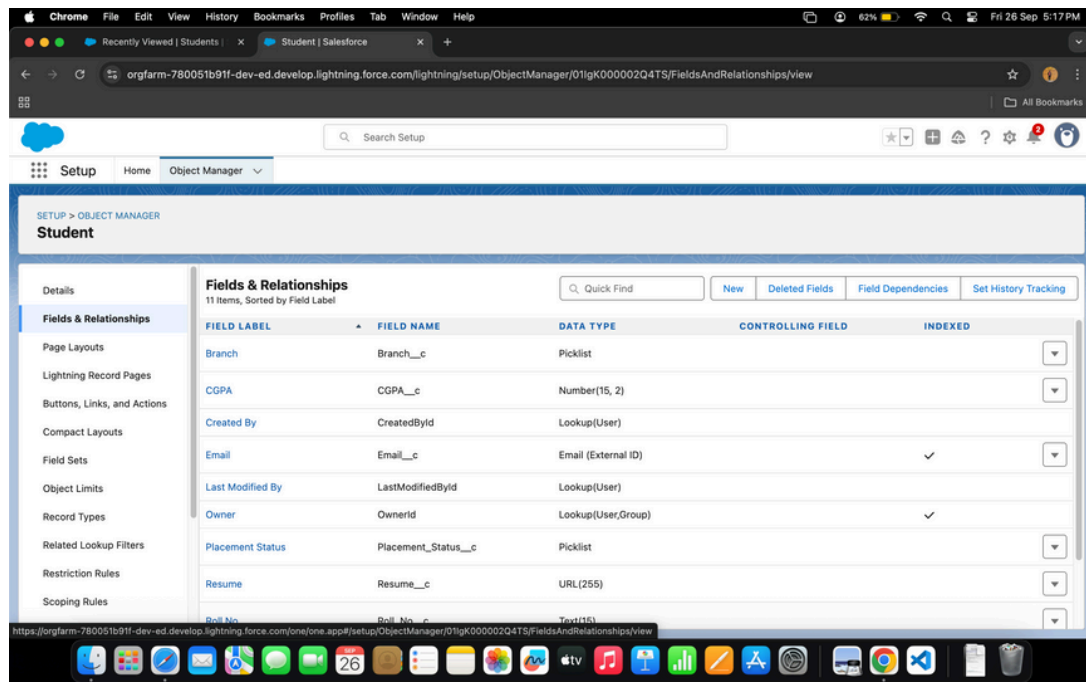 Chrome File Edit View History Bookmarks Profiles Tab Window Help 62% Fri 26 Sep 5:17 PM
Recently Viewed | Students | Student | Salesforce
orgfarm-780051b91f-dev-ed.develop.lightning.force.com/lightning/setup/ObjectManager/01IgK000002Q4TS/FieldsAndRelationships/view
All Bookmarks
Search Setup
2
Setup Home Object Manager
SETUP > OBJECT MANAGER
Student
Details
Fields & Relationships
Page Layouts
Lightning Record Pages
Buttons, Links, and Actions
Compact Layouts
Field Sets
Object Limits
Record Types
Related Lookup Filters
Restriction Rules
Scoping Rules
Fields & Relationships
11 Items, Sorted by Field Label
Quick Find New Deleted Fields Field Dependencies Set History Tracking
FIELD LABEL FIELD NAME DATA TYPE CONTROLLING FIELD INDEXED
Branch Branch__c Picklist
CGPA CGPA__c Number(15, 2)
Created By CreatedById Lookup(User)
Email Email__c Email (External ID)
Last Modified By LastModifiedById Lookup(User)
Owner OwnerId Lookup(User,Group)
Placement Status Placement_Status__c Picklist
Resume Resume__c URL(255)
Roll No Roll_No__c Text(15)
https://orgfarm-780051b91f-dev-ed.develop.lightning.force.com/one/one.app#/setup/ObjectManager/01IgK000002Q4TS/FieldsAndRelationships/view
SEP
26
tv